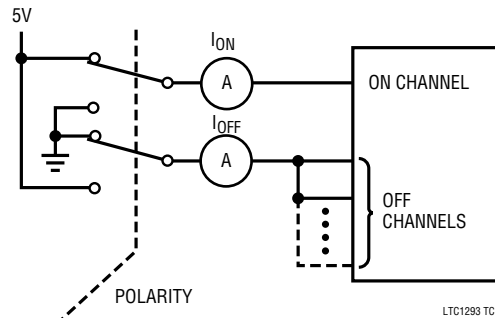 5V
ION
A
ON CHANNEL
IOFF
A
OFF
CHANNELS
POLARITY
LTC1293 TC